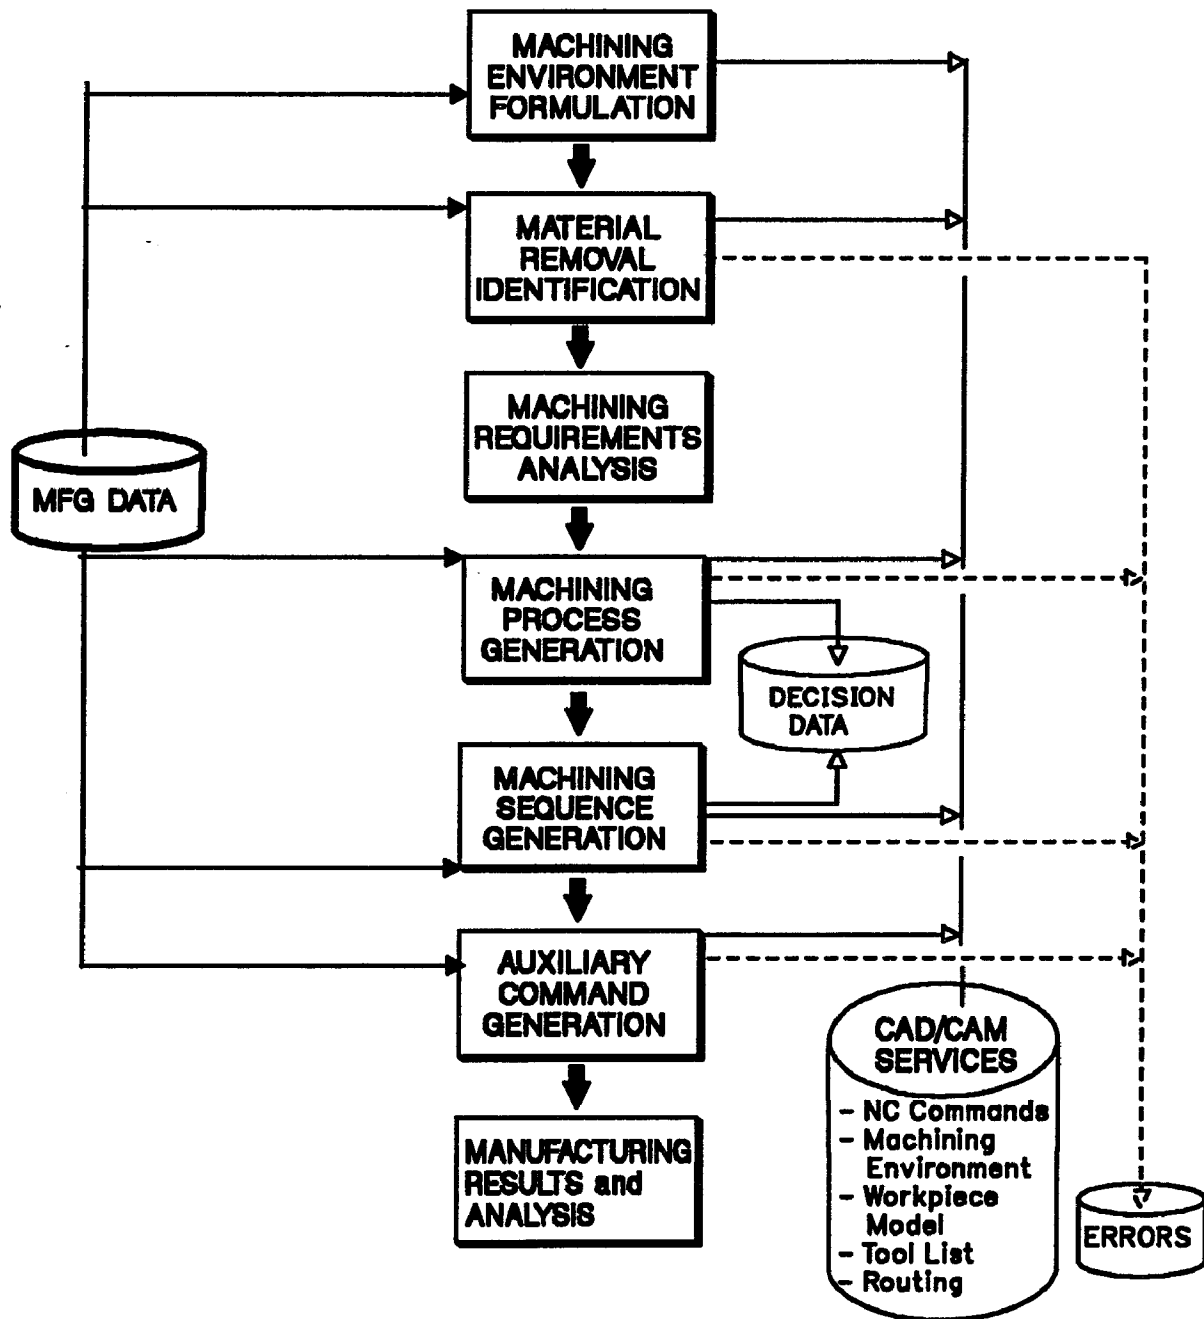 MACHINING
ENVIRONMENT
FORMULATION
MATERIAL
REMOVAL
IDENTIFICATION
MACHINING
REQUIREMENTS
ANALYSIS
MFG DATA
MACHINING
PROCESS
GENERATION
DECISION
DATA
MACHINING
SEQUENCE
GENERATION
AUXILIARY
COMMAND
GENERATION
CAD/CAM
SERVICES
- NC Commands
- Machining
Environment
- Workpiece
Model
- Tool List
- Routing
MANUFACTURING
RESULTS and
ANALYSIS
ERRORS